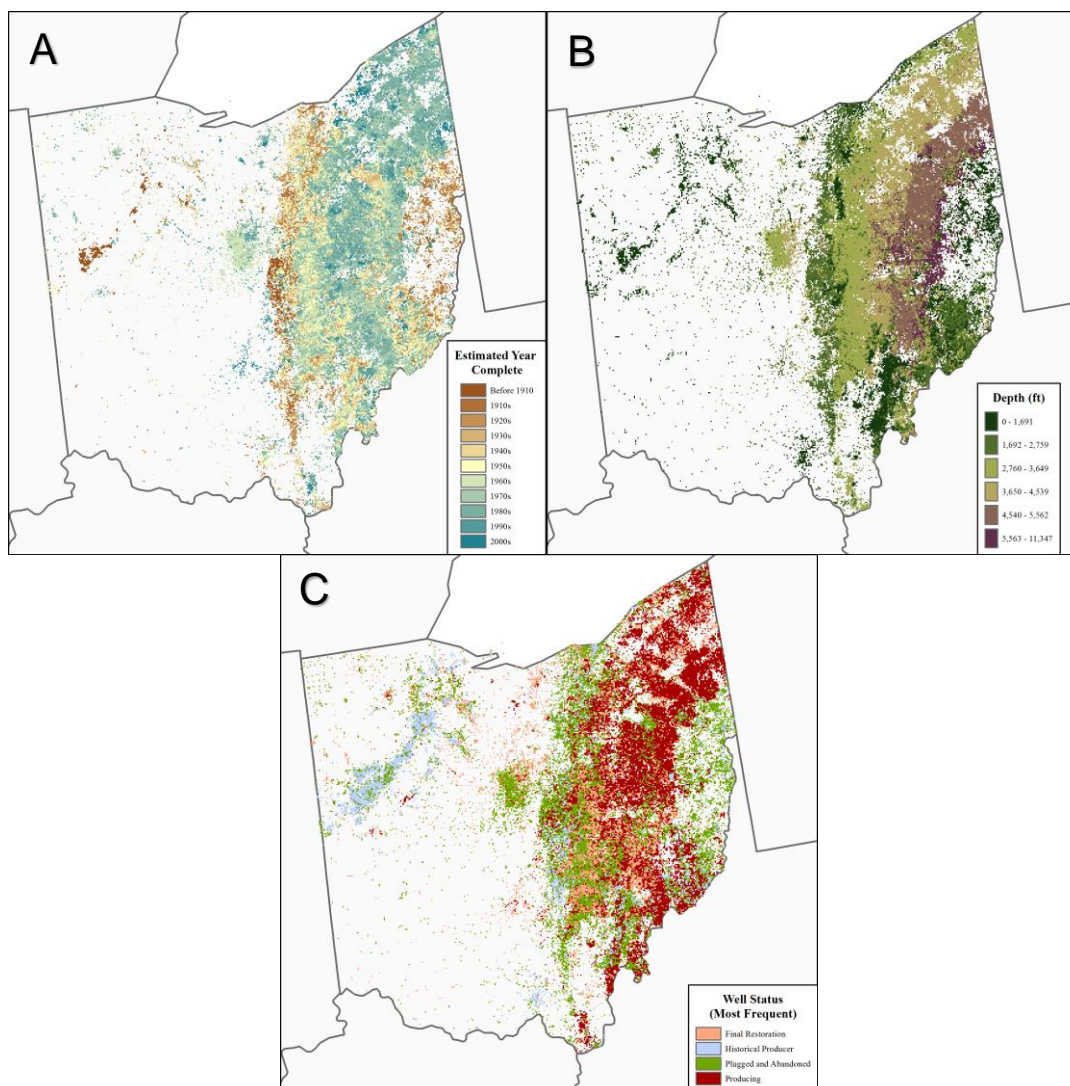 A
Estimated Year
Complete
Before 1910
1910s
1920s
1930s
1940s
1950s
1960s
1970s
1980s
1990s
2000s
B
Depth (ft)
0 - 1,691
1,692 - 2,759
2,760 - 3,649
3,650 - 4,539
4,540 - 5,562
5,563 - 11,347
C
Well Status
(Most Frequent)
Final Restoration
Historical Producer
Plugged and Abandoned
Producing